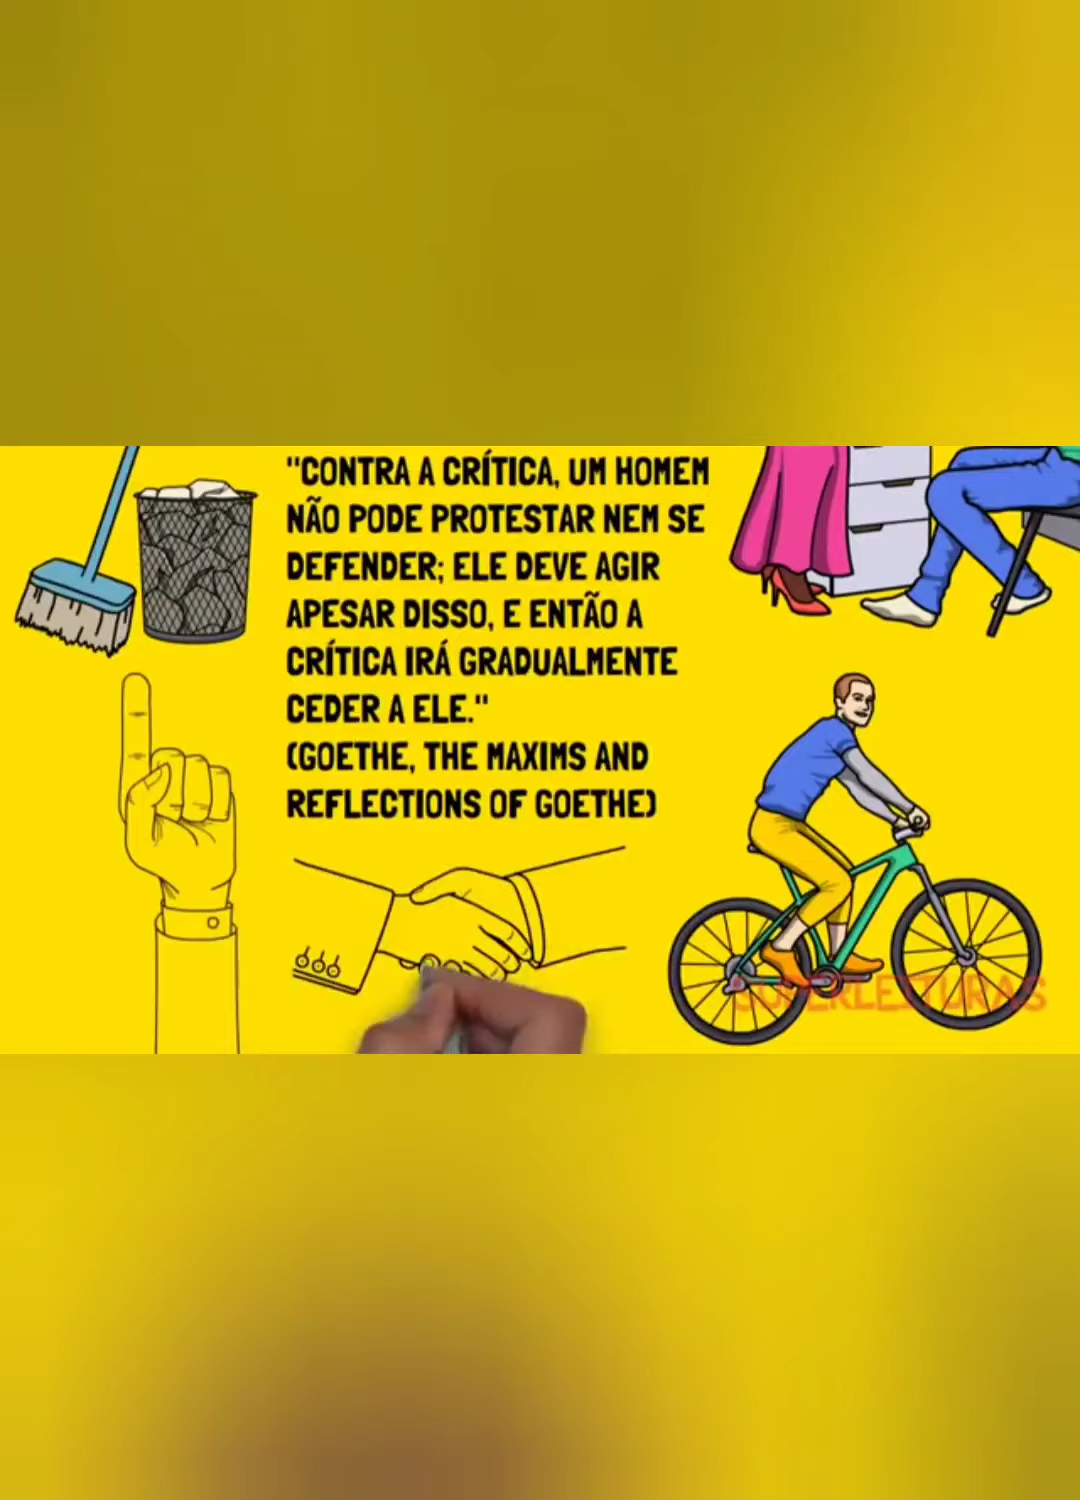 "CONTRA A CRÍTICA, UM HOMEM
NÃO PODE PROTESTAR NEM SE
DEFENDER; ELE DEVE AGIR
APESAR DISSO, E ENTÃO A
CRÍTICA IRÁ GRADUALMENTE
CEDER A ELE."
(GOETHE, THE MAXIMS AND
REFLECTIONS OF GOETHE)
SUPERLEITURAS